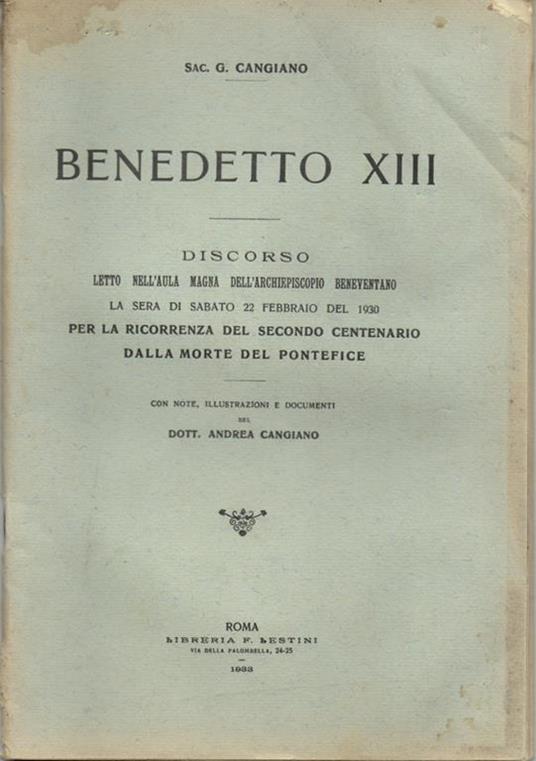 SAC. G. CANGIANO
BENEDETTO XIII
DISCORSO
LETTO NELL'AULA MAGNA DELL'ARCHIEPISCOPIO BENEVENTANO
LA SERA DI SABATO 22 FEBBRAIO DEL 1930
PER LA RICORRENZA DEL SECONDO CENTENARIO
DALLA MORTE DEL PONTEFICE
CON NOTE, ILLUSTRAZIONI E DOCUMENTI
DEL
DOTT. ANDREA CANGIANO
ROMA
LIBRERIA F. LESTINI
VIA DELLA PALOMBELLA, 24-25
1933